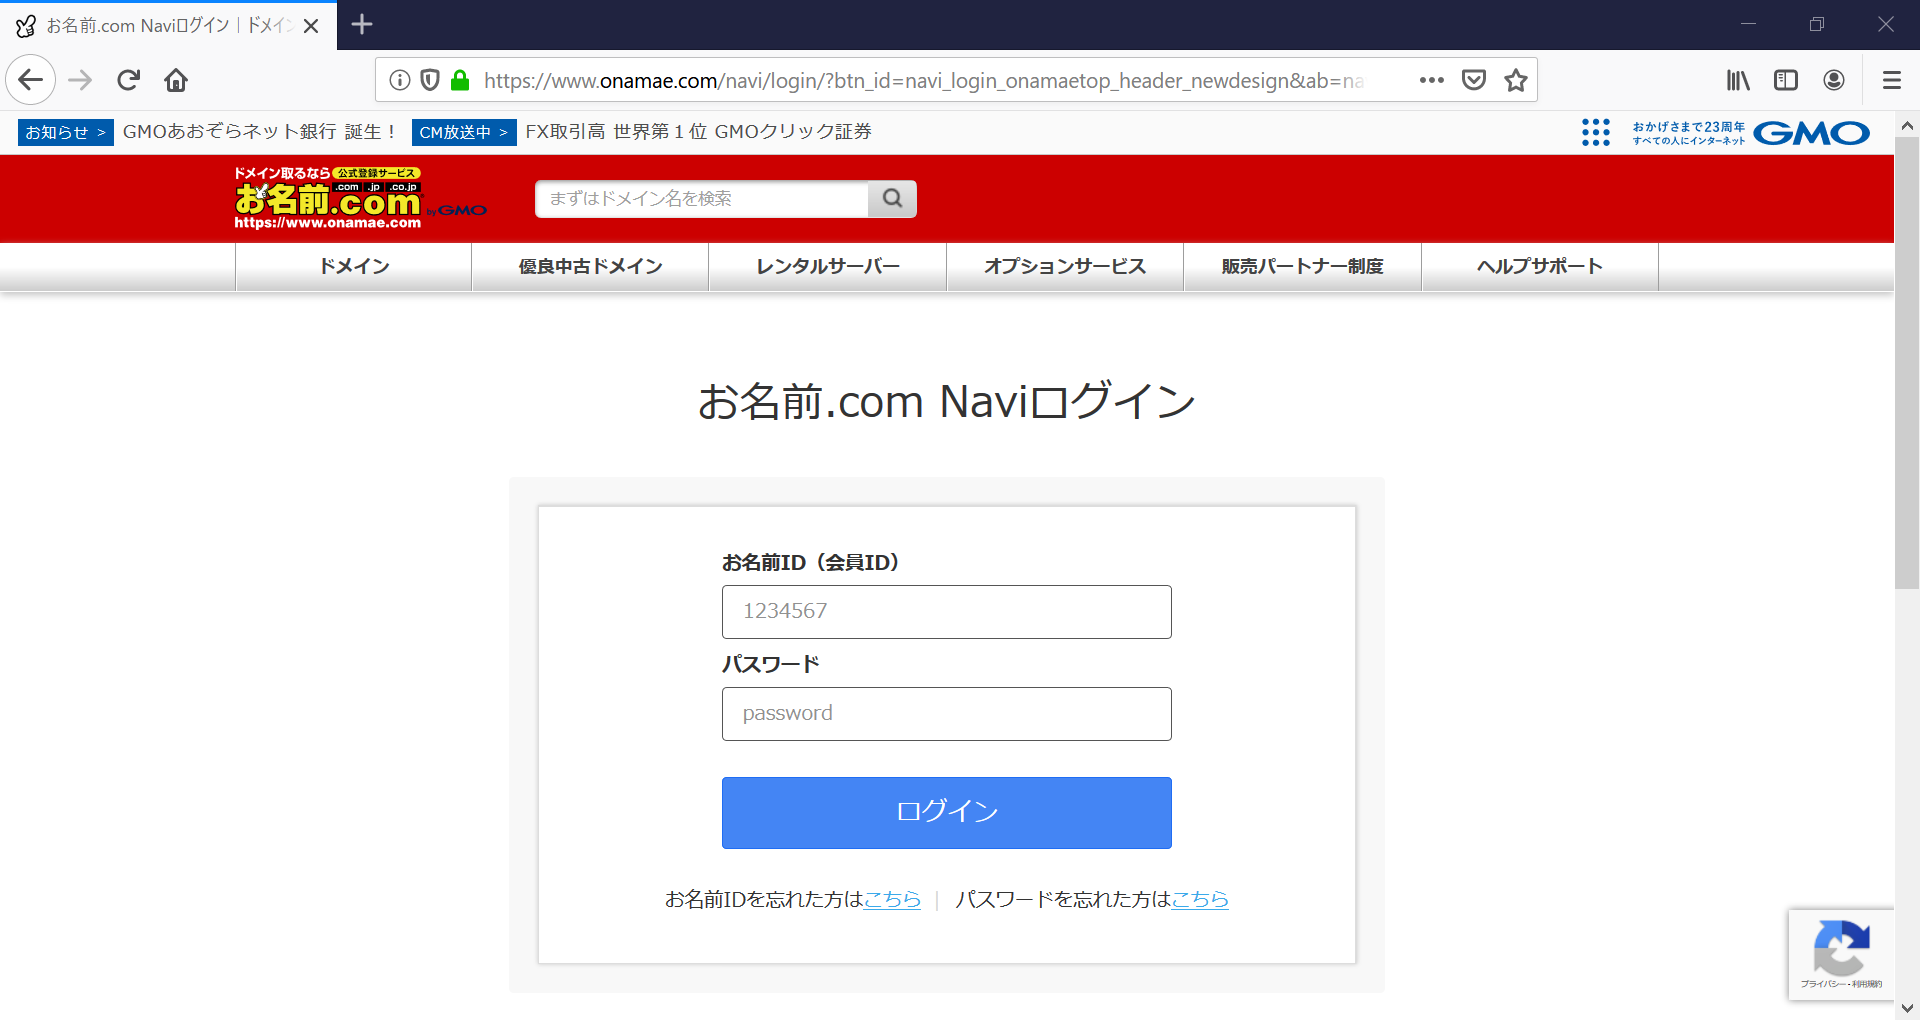 お名前.com Naviログイン｜ドメイン
https://www.onamae.com/navi/login/?btn_id=navi_login_onamaetop_header_newdesign&ab=na
お知らせ > GMOあおぞらネット銀行 誕生！ CM放送中 > FX取引高 世界第１位 GMOクリック証券
おかげさまで23周年
すべての人にインターネット
GMO
ドメイン取るなら 公式登録サービス
.com .jp .co.jp
お名前.com by GMO
https://www.onamae.com
まずはドメイン名を検索
ドメイン 優良中古ドメイン レンタルサーバー オプションサービス 販売パートナー制度 ヘルプサポート
お名前.com Naviログイン
お名前ID（会員ID）
1234567
パスワード
password
ログイン
お名前IDを忘れた方はこちら ｜ パスワードを忘れた方はこちら
プライバシー - 利用規約